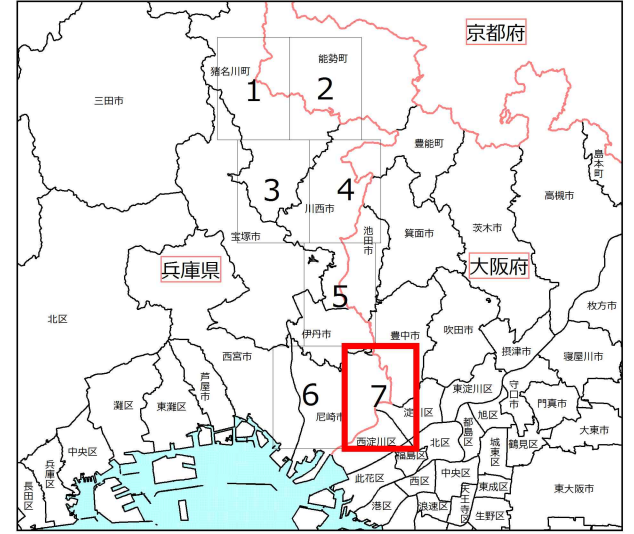 京都府
能勢町
猪名川町
2
1
三田市
豊能町
島本町
3
4
高槻市
川西市
池田市
箕面市
茨木市
宝塚市
兵庫県
大阪府
5
枚方市
北区
伊丹市
豊中市
吹田市
摂津市
寝屋川市
西宮市
芦屋市
6
7
東淀川区
守口市
門真市
灘区
東灘区
尼崎市
淀川区
旭区
都島区
大東市
西淀川区
北区
城東区
鶴見区
中央区
福島区
兵庫区
此花区
西区
中央区
東成区
東大阪市
長田区
港区
浪速区
天王寺区
生野区